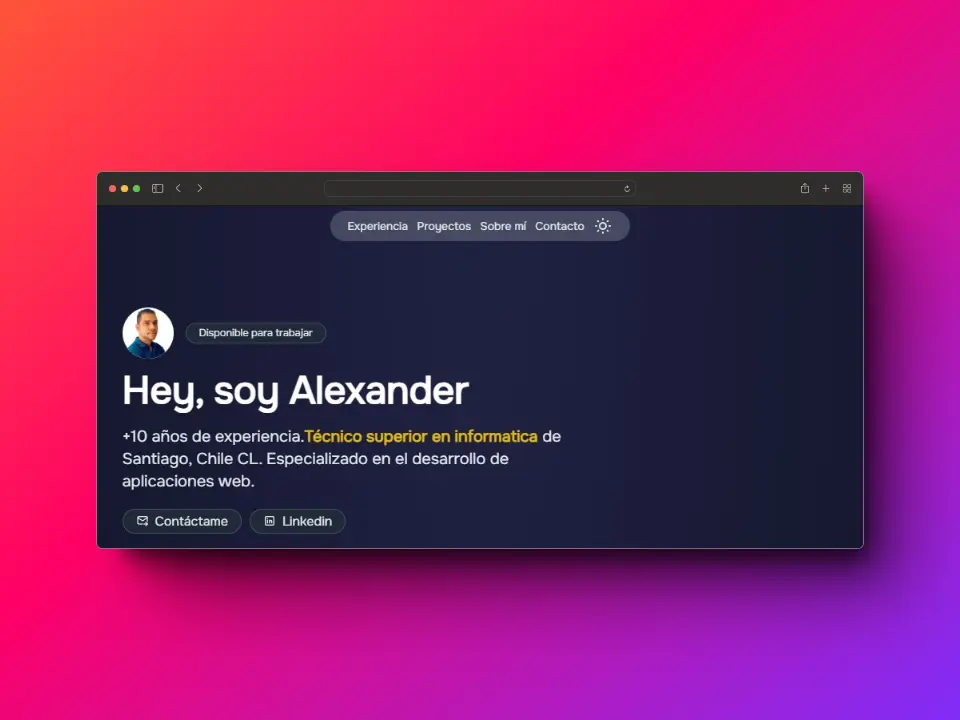 Experiencia Proyectos Sobre mí Contacto
Disponible para trabajar
Hey, soy Alexander
+10 años de experiencia.Técnico superior en informatica de
Santiago, Chile CL. Especializado en el desarrollo de
aplicaciones web.
Contáctame Linkedin